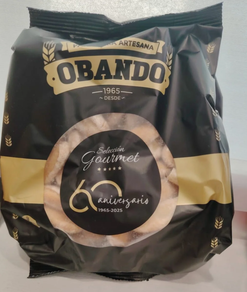 ARTESANA
OBANDO
—1965—
– DESDE –
Selección
Gourmet
60
aniversario
1965-2025